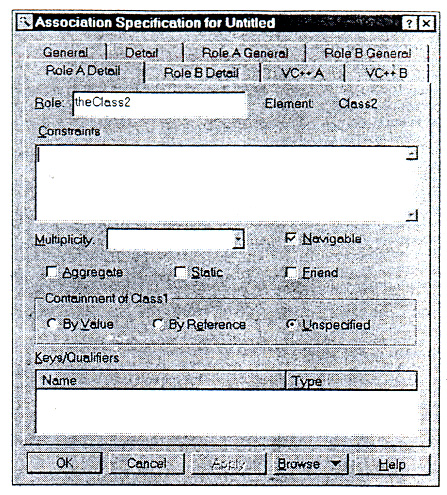 Association Specification for Untitled ? ×
General Detail Role A General Role B General
Role A Detail Role B Detail VC++ A VC++ B
Role: theClass2 Element: Class2
Constraints
Multiplicity: Navigable
Aggregate Static Friend
Containment of Class1
By Value By Reference Unspecified
Keys/Qualifiers
Name Type
OK Cancel Apply Browse Help